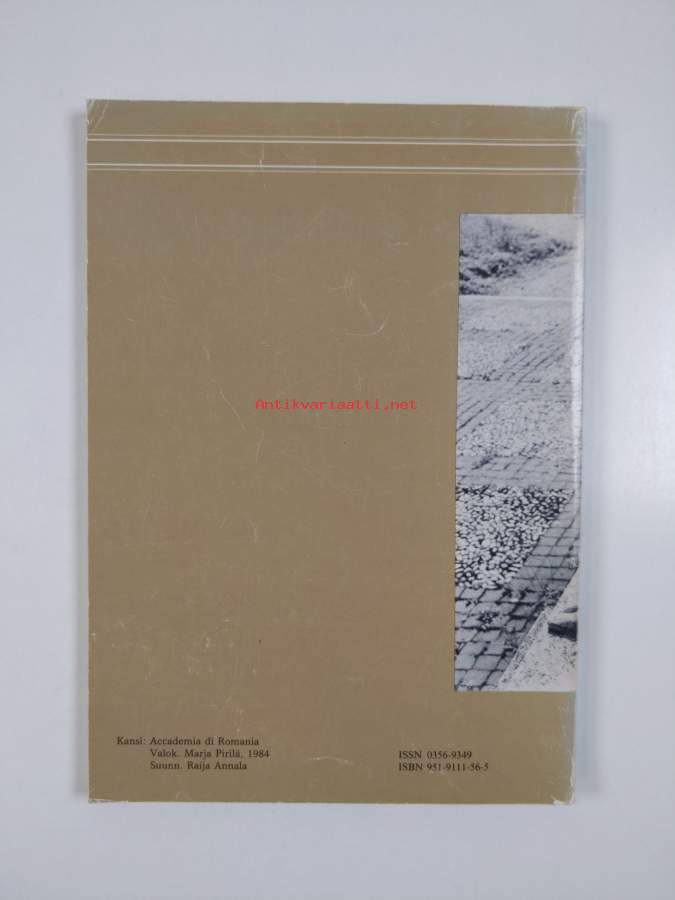 Antikvariaatti.net
Kansi: Accademia di Romania
Valok. Marja Pirilä, 1984
Suunn. Raija Annala
ISSN 0356-9349
ISBN 951-9111-56-5